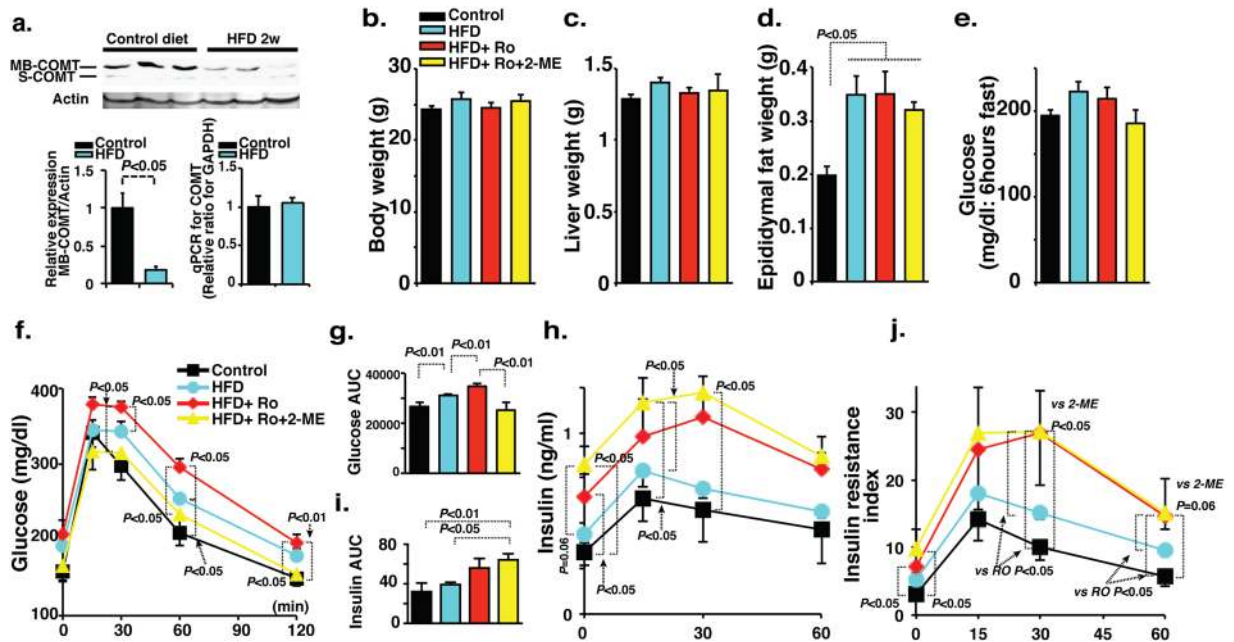 a.
Control diet HFD 2w
MB-COMT
S-COMT
Actin
Control
HFD
P<0.05
Relative expression
MB-COMT/Actin
1.5
1
0.5
0
Control
HFD
qPCR for COMT
(Relative ratio for GAPDH)
1.5
1
0.5
0
b.
Control
HFD
HFD+ Ro
HFD+ Ro+2-ME
Body weight (g)
30
20
10
0
c.
Liver weight (g)
1.5
1
0.5
0
d.
P<0.05
Epididymal fat wieght (g)
0.4
0.3
0.2
0.1
0
e.
Glucose
(mg/dl: 6hours fast)
200
100
0
f.
Control
HFD
HFD+ Ro
HFD+ Ro+2-ME
Glucose (mg/dl)
400
300
200
100
P<0.05
P<0.05
P<0.05
P<0.05
P<0.01
P<0.05
(min)
0 30 60 90 120
g.
P<0.01
P<0.01
P<0.01
Glucose AUC
40000
20000
0
i.
P<0.01
P<0.05
Insulin AUC
80
40
0
h.
Insulin (ng/ml)
1
0
P<0.05
P<0.05
P<0.05
P<0.05
P=0.06
P<0.05
0 15 30 45 60
j.
Insulin resistance
index
30
20
10
0
vs 2-ME
P<0.05
vs 2-ME
P=0.06
vs RO P<0.05
vs RO P<0.05
P<0.05
P<0.05
0 15 30 45 60